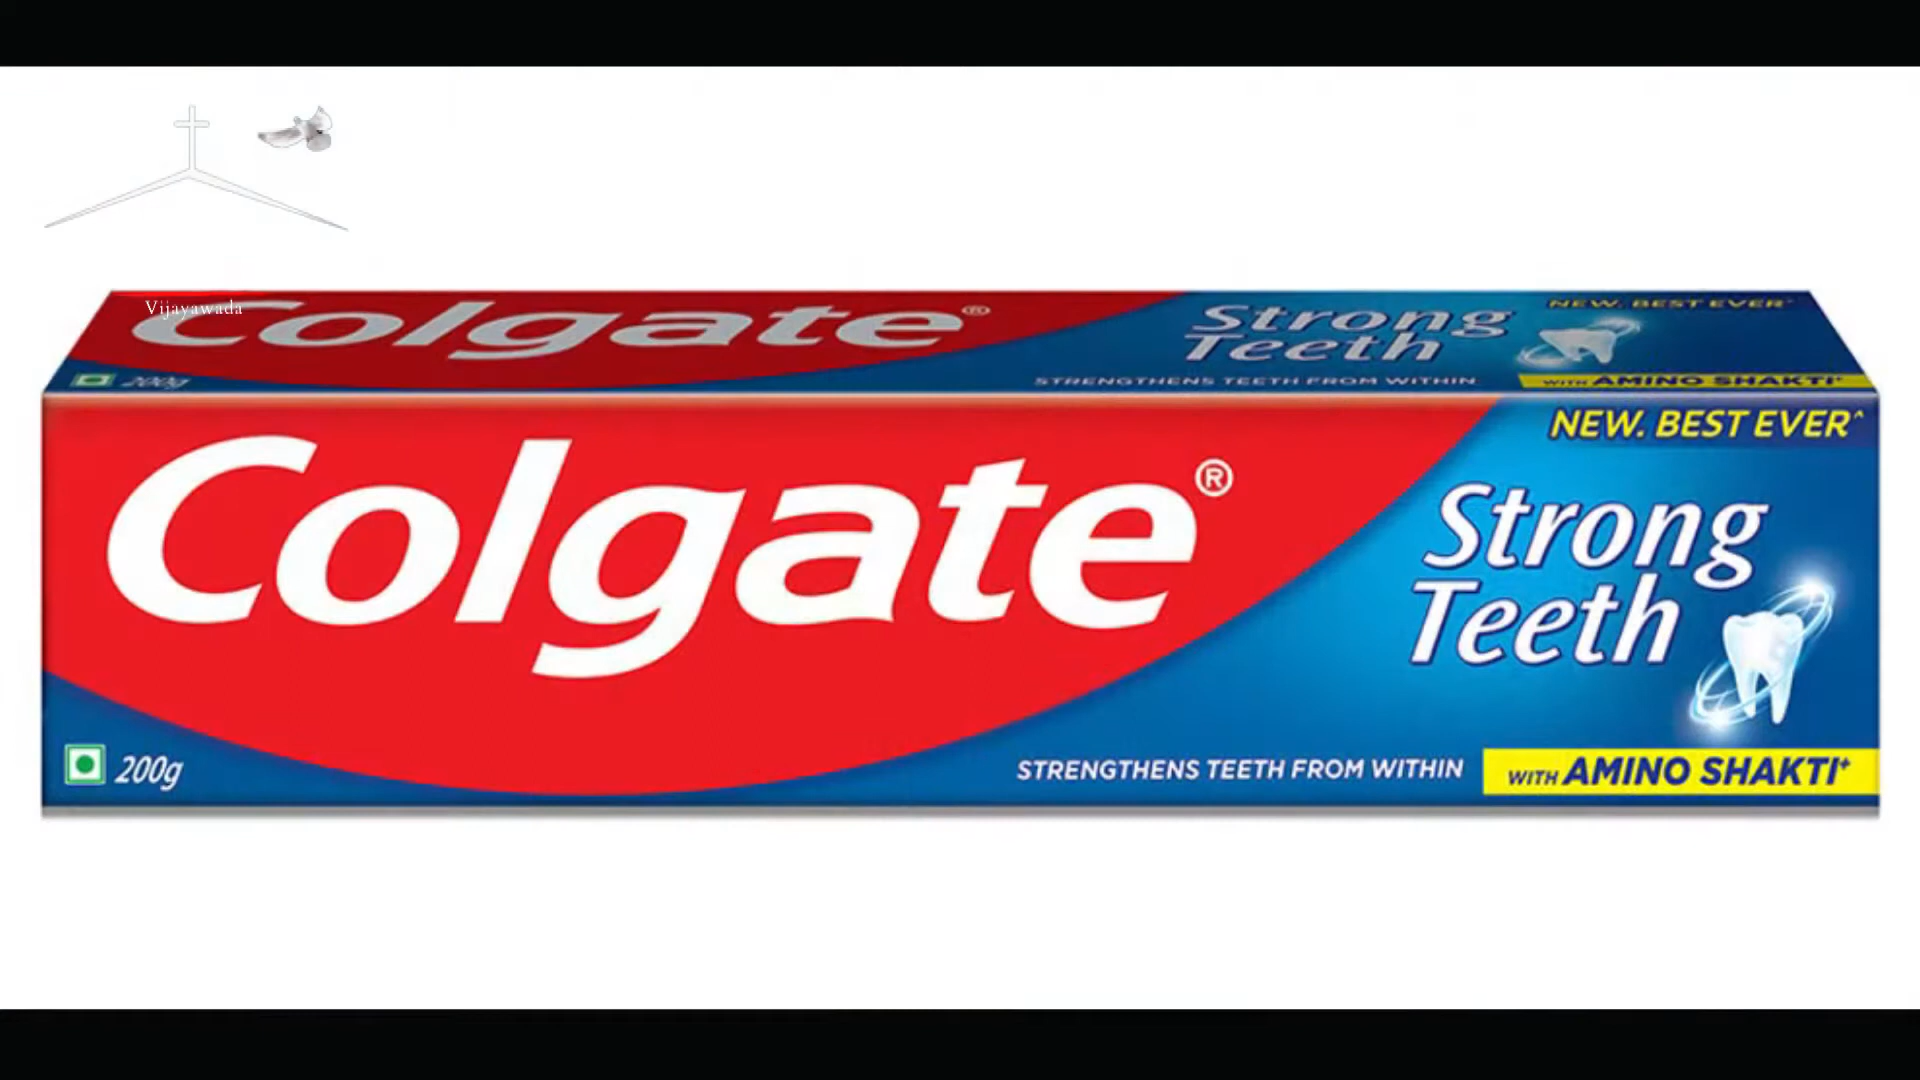 Vijayawada
Colgate®
Strong
Teeth
NEW. BEST EVER^
200g
STRENGTHENS TEETH FROM WITHIN
WITH AMINO SHAKTI+
NEW. BEST EVER^
Colgate®
Strong
Teeth
200g
STRENGTHENS TEETH FROM WITHIN
WITH AMINO SHAKTI+